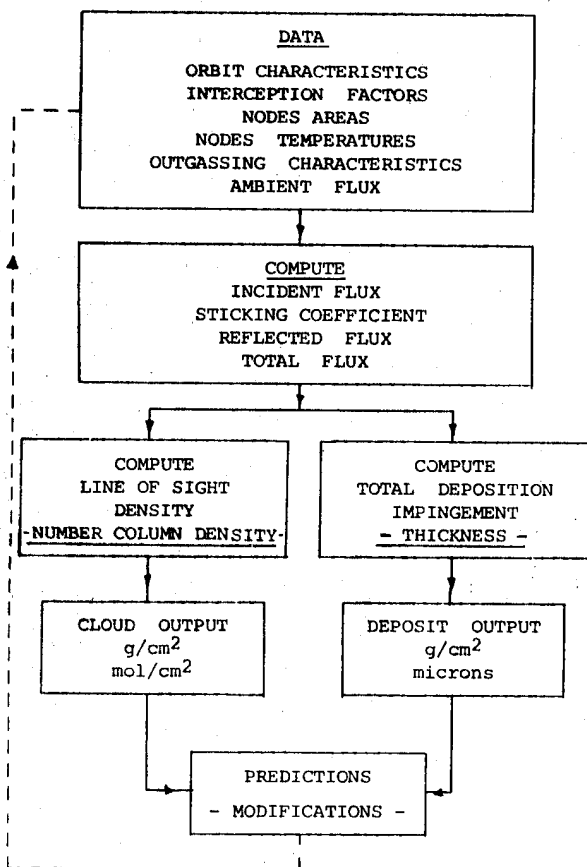 DATA
ORBIT CHARACTERISTICS
INTERCEPTION FACTORS
NODES AREAS
NODES TEMPERATURES
OUTGASSING CHARACTERISTICS
AMBIENT FLUX
COMPUTE
INCIDENT FLUX
STICKING COEFFICIENT
REFLECTED FLUX
TOTAL FLUX
COMPUTE
LINE OF SIGHT
DENSITY
-NUMBER COLUMN DENSITY-
COMPUTE
TOTAL DEPOSITION
IMPINGEMENT
- THICKNESS -
CLOUD OUTPUT
g/cm²
mol/cm²
DEPOSIT OUTPUT
g/cm²
microns
PREDICTIONS
- MODIFICATIONS -